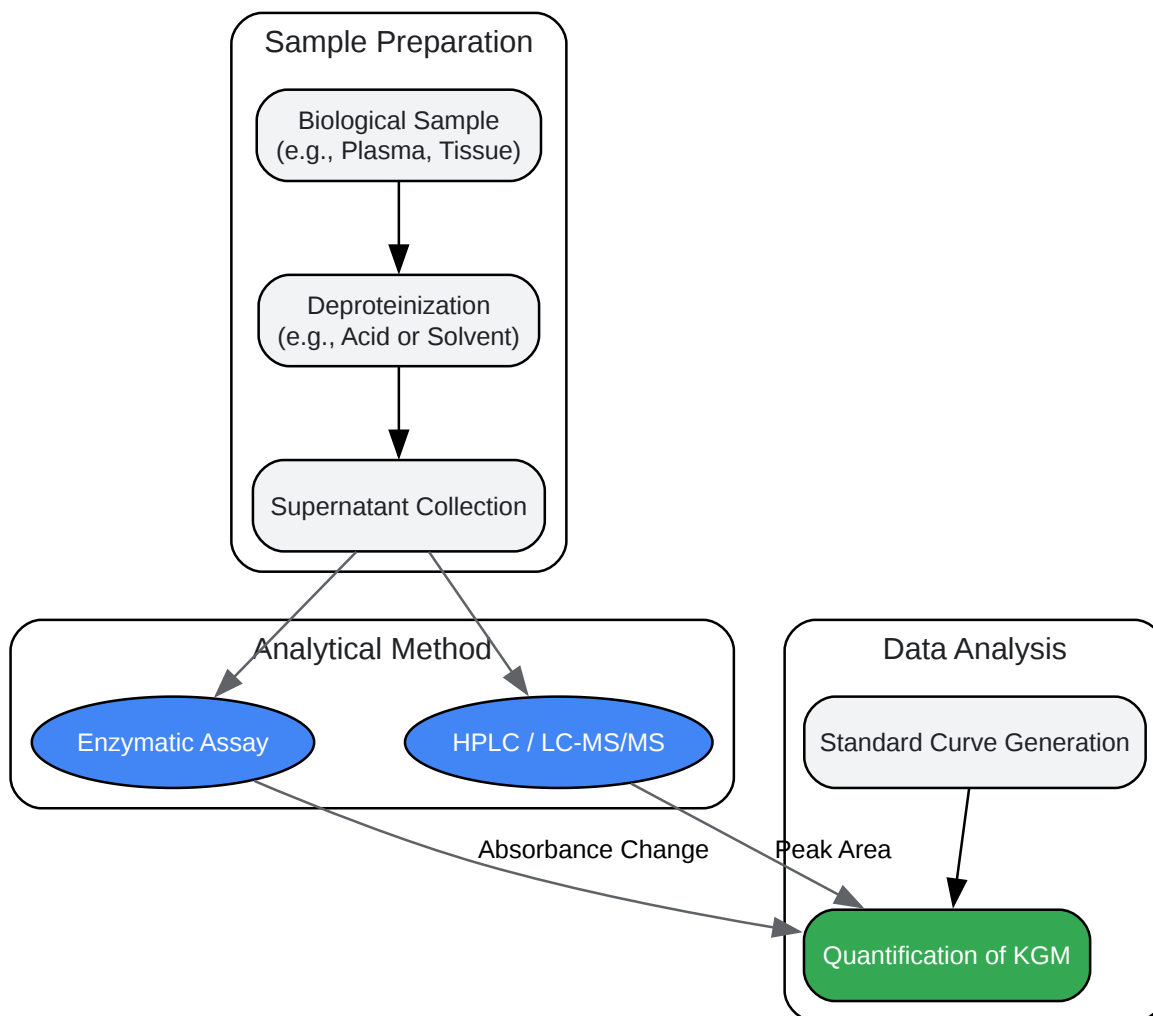 Sample Preparation
Biological Sample
(e.g., Plasma, Tissue)
Deproteinization
(e.g., Acid or Solvent)
Supernatant Collection
Analytical Method
Enzymatic Assay
HPLC / LC-MS/MS
Data Analysis
Standard Curve Generation
Absorbance Change
Peak Area
Quantification of KGM